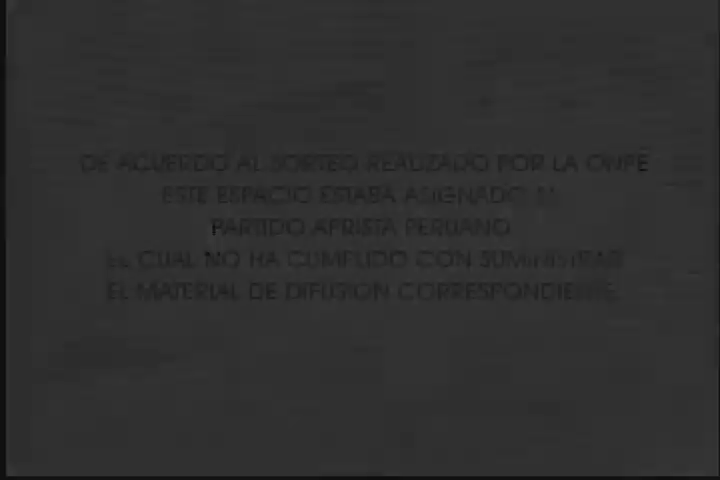 DE ACUERDO AL SORTEO REALIZADO POR LA ONPE
ESTE ESPACIO ESTABA ASIGNADO AL
PARTIDO APRISTA PERUANO
EL CUAL NO HA CUMPLIDO CON SUMINISTRAR
EL MATERIAL DE DIFUSION CORRESPONDIENTE